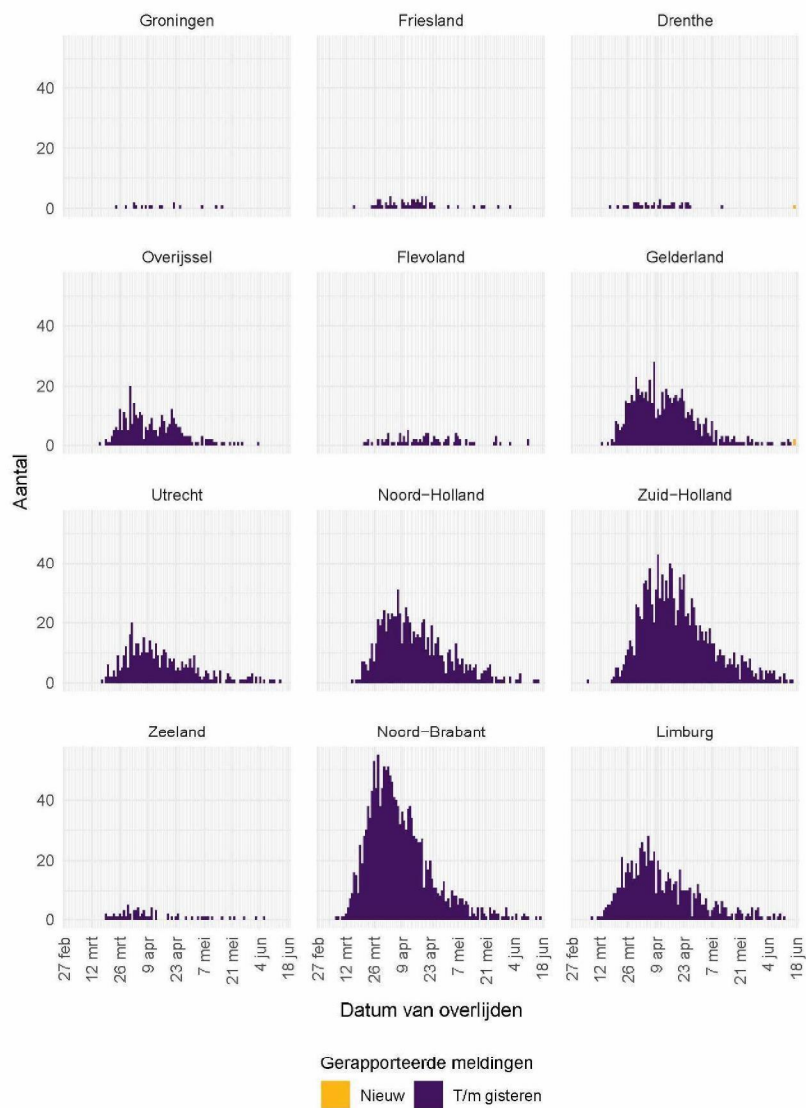 Groningen Friesland Drenthe
40
20
0
Overijssel Flevoland Gelderland
40
20
0
Aantal
Utrecht Noord-Holland Zuid-Holland
40
20
0
Zeeland Noord-Brabant Limburg
40
20
0
27 feb 12 mrt 26 mrt 9 apr 23 apr 7 mei 21 mei 4 jun 18 jun 27 feb 12 mrt 26 mrt 9 apr 23 apr 7 mei 21 mei 4 jun 18 jun 27 feb 12 mrt 26 mrt 9 apr 23 apr 7 mei 21 mei 4 jun 18 jun
Datum van overlijden
Gerapporteerde meldingen
Nieuw T/m gisteren